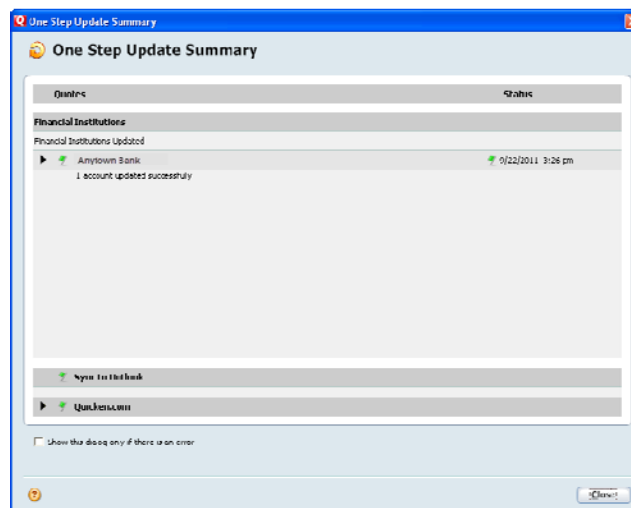 One Step Update Summary
One Step Update Summary
Quotes Status
Financial Institutions
Financial Institutions Updated
Anytown Bank 9/22/2011 3:26 pm
1 account updated successfully
Sync to Outlook
Quicken.com
Show this dialog only if there is an error
Close